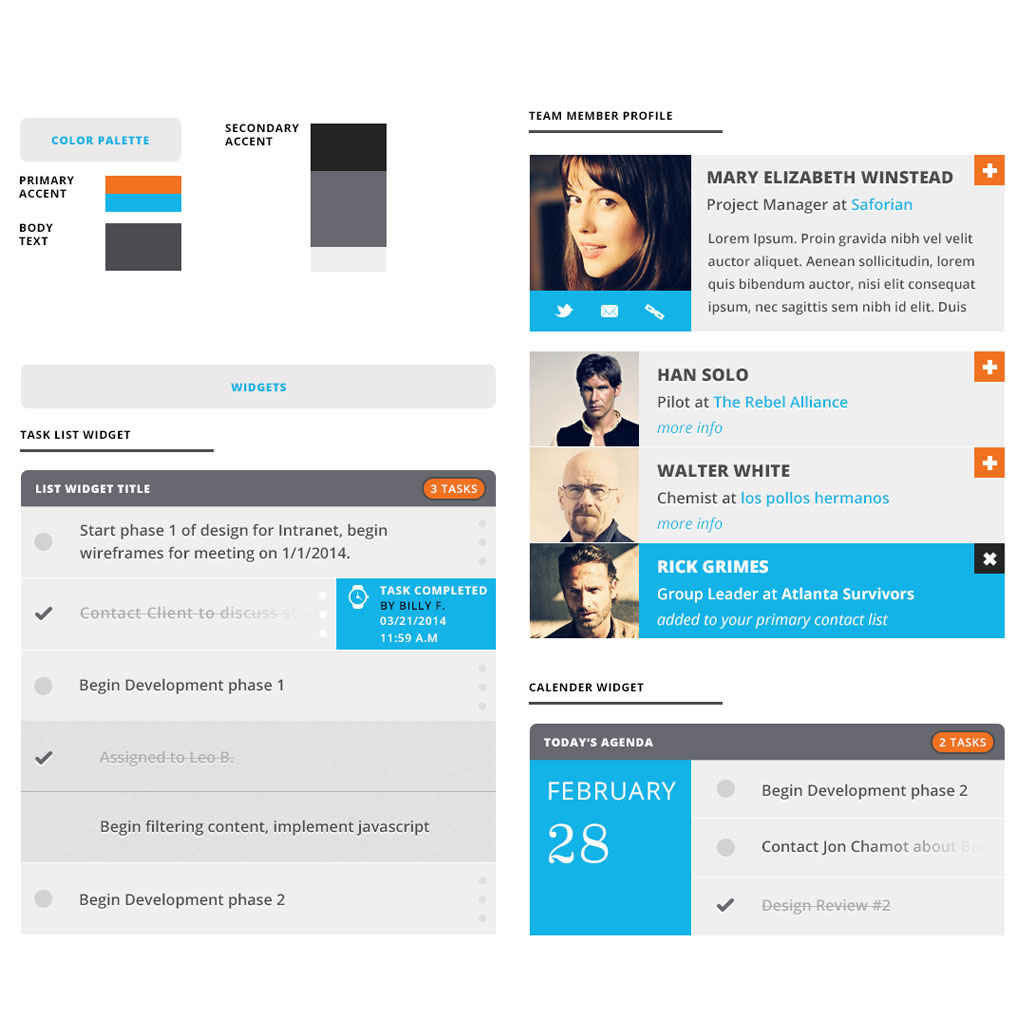 COLOR PALETTE
PRIMARY
ACCENT
BODY
TEXT
SECONDARY
ACCENT
WIDGETS
TASK LIST WIDGET
LIST WIDGET TITLE
3 TASKS
Start phase 1 of design for Intranet, begin
wireframes for meeting on 1/1/2014.
Contact Client to discuss
TASK COMPLETED
BY BILLY F.
03/21/2014
11:59 A.M
Begin Development phase 1
Assigned to Leo B.
Begin filtering content, implement javascript
Begin Development phase 2
TEAM MEMBER PROFILE
MARY ELIZABETH WINSTEAD
Project Manager at Saforian
Lorem Ipsum. Proin gravida nibh vel velit
auctor aliquet. Aenean sollicitudin, lorem
quis bibendum auctor, nisi elit consequat
ipsum, nec sagittis sem nibh id elit. Duis
HAN SOLO
Pilot at The Rebel Alliance
more info
WALTER WHITE
Chemist at los pollos hermanos
more info
RICK GRIMES
Group Leader at Atlanta Survivors
added to your primary contact list
CALENDER WIDGET
TODAY'S AGENDA
2 TASKS
FEBRUARY
28
Begin Development phase 2
Contact Jon Chamot about
Design Review #2